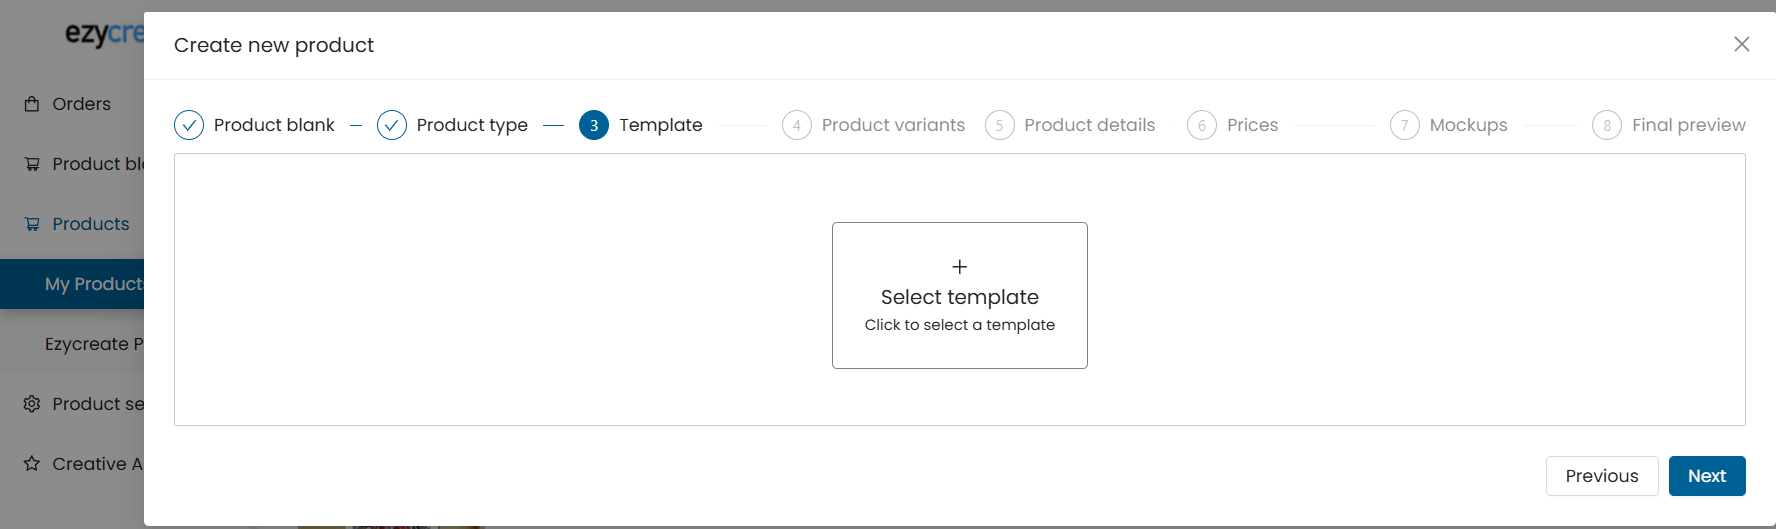 ezycre
Create new product
Orders
Product bl
Products
My Products
Ezycreate P
Product se
Creative A
Product blank
Product type
3 Template
4 Product variants
5 Product details
6 Prices
7 Mockups
8 Final preview
Select template
Click to select a template
Previous
Next